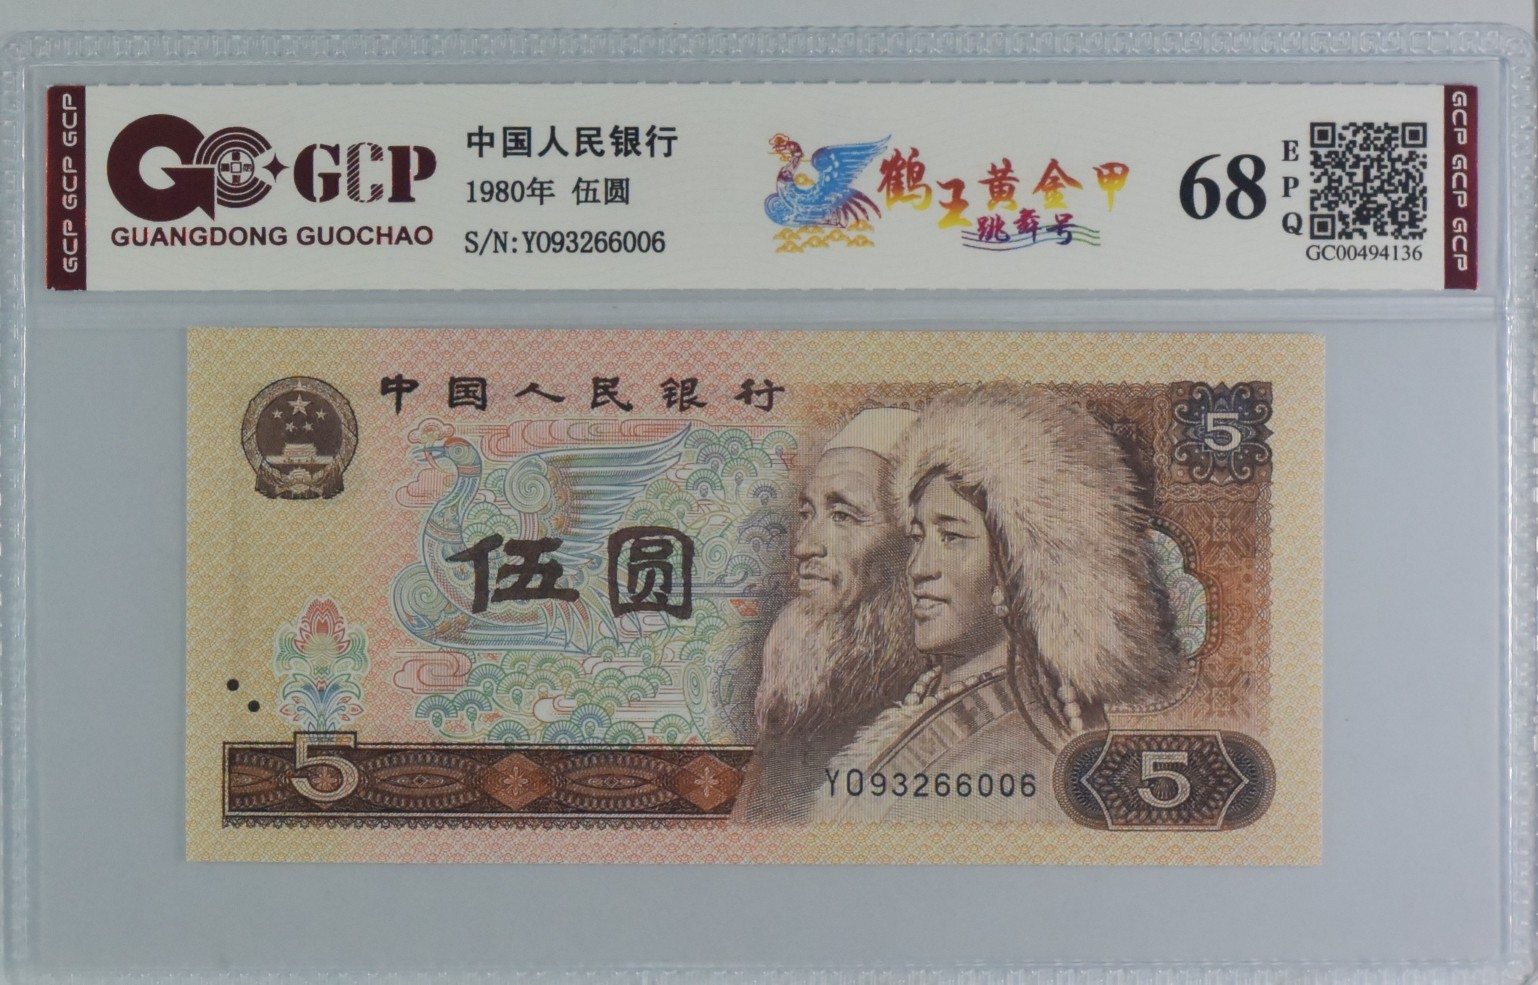 GCP GCP GCP
GCP
GUANGDONG GUOCHAO
中国人民银行
1980年 伍圆
S/N:YO93266006
鹤王黄金甲
跳舞号
68
E
P
Q
GC00494136
GCP GCP GCP
中国人民银行
5
伍圆
5
YO93266006
5